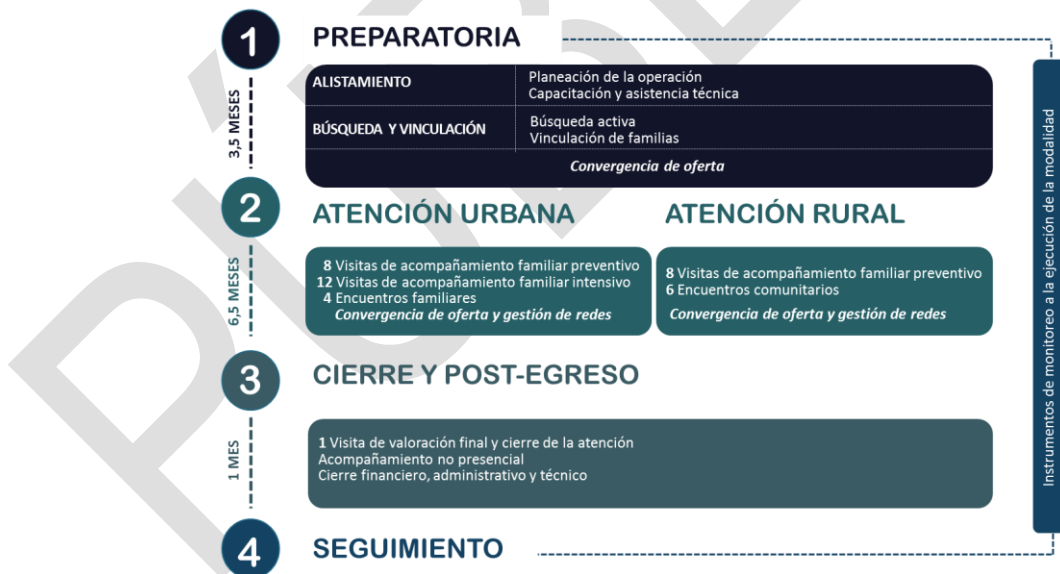 1
PREPARATORIA
3,5 MESES
ALISTAMIENTO
Planeación de la operación
Capacitación y asistencia técnica
BÚSQUEDA Y VINCULACIÓN
Búsqueda activa
Vinculación de familias
Convergencia de oferta
2
ATENCIÓN URBANA
6,5 MESES
8 Visitas de acompañamiento familiar preventivo
12 Visitas de acompañamiento familiar intensivo
4 Encuentros familiares
Convergencia de oferta y gestión de redes
ATENCIÓN RURAL
8 Visitas de acompañamiento familiar preventivo
6 Encuentros comunitarios
Convergencia de oferta y gestión de redes
3
CIERRE Y POST-EGRESO
1 MES
1 Visita de valoración final y cierre de la atención
Acompañamiento no presencial
Cierre financiero, administrativo y técnico
4
SEGUIMIENTO
Instrumentos de monitoreo a la ejecución de la modalidad